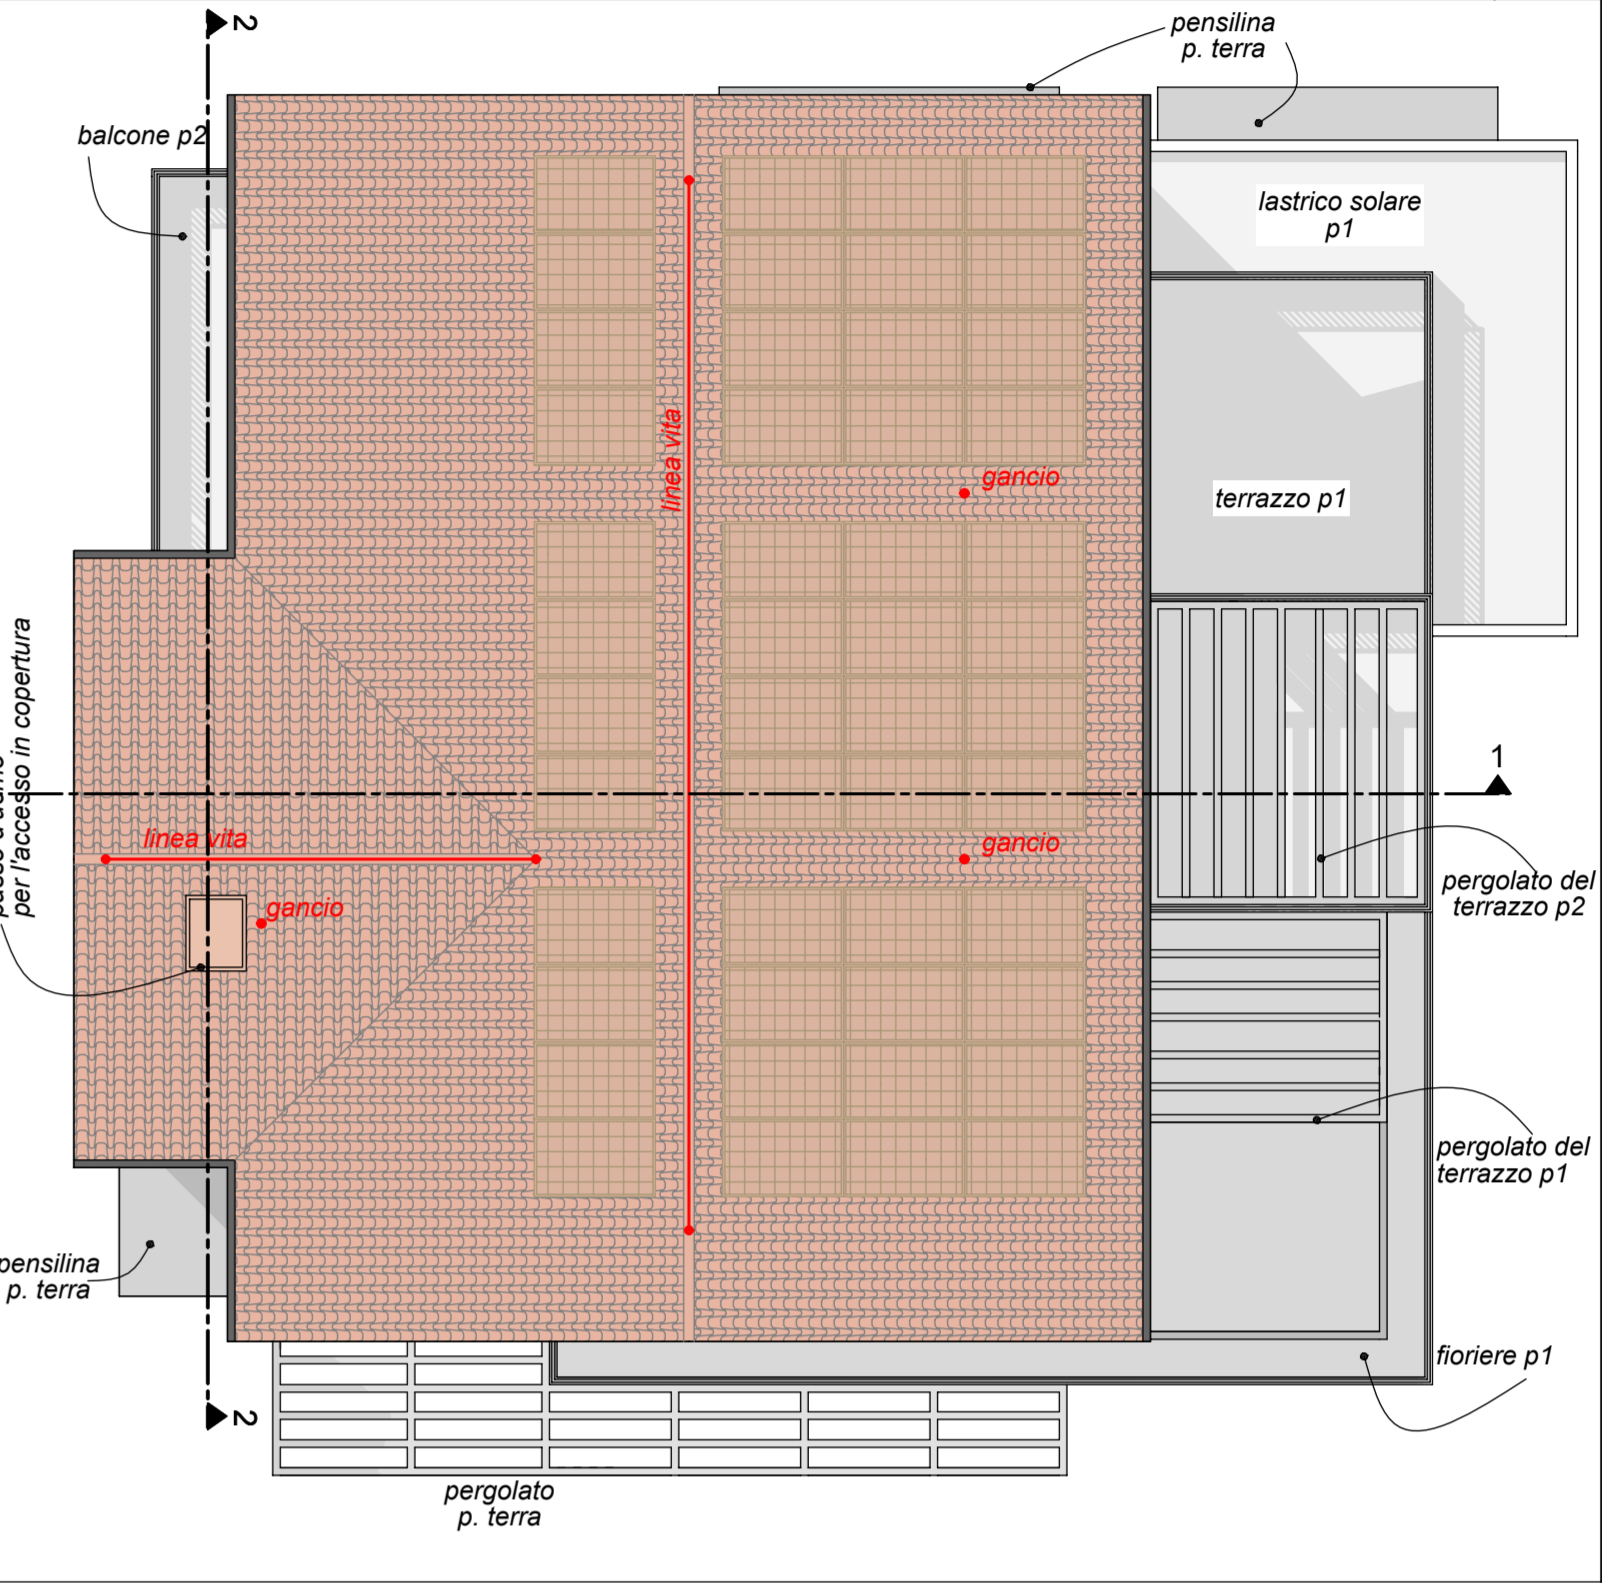 2
pensilina
p. terra
balcone p2
lastrico solare
p1
linea vita
gancio
terrazzo p1
per l'accesso in copertura
1
linea vita
gancio
gancio
pergolato del
terrazzo p2
pergolato del
terrazzo p1
pensilina
p. terra
fioriere p1
2
pergolato
p. terra